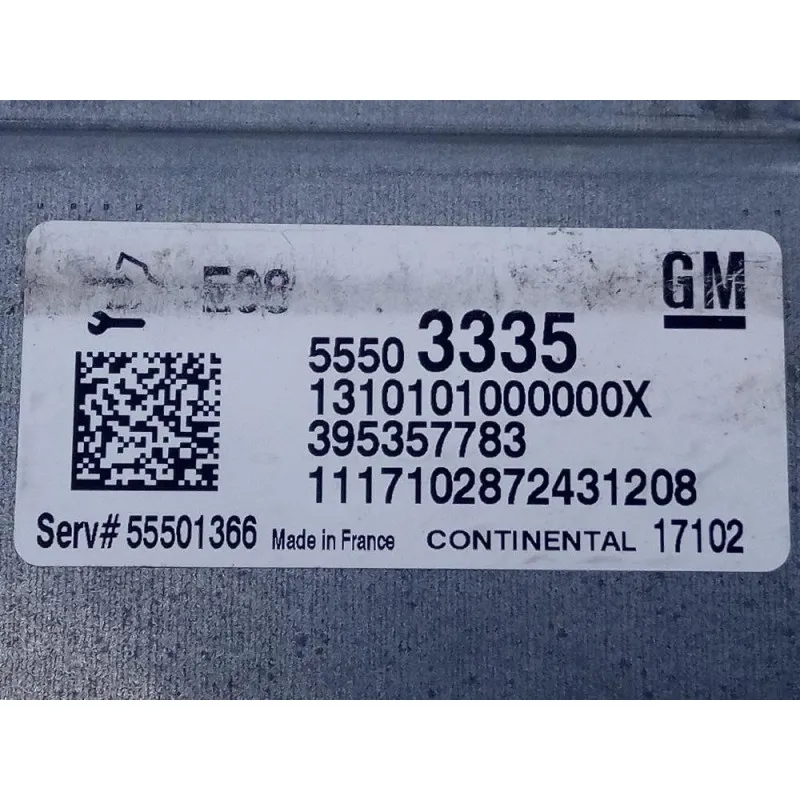 E98
GM
5550 3335
1310101000000X
395357783
1117102872431208
Serv# 55501366 Made in France CONTINENTAL 17102